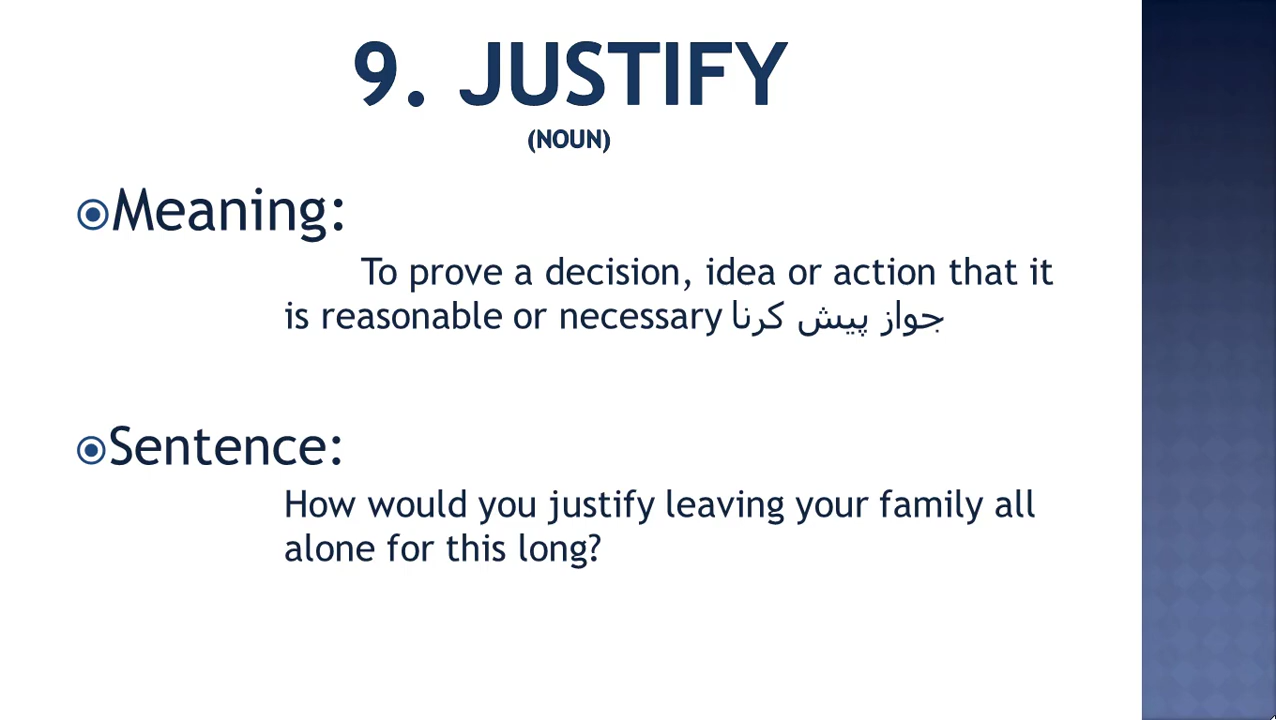 9. JUSTIFY
(NOUN)
Meaning:
To prove a decision, idea or action that it
is reasonable or necessary جواز پیش کرنا
Sentence:
How would you justify leaving your family all
alone for this long?